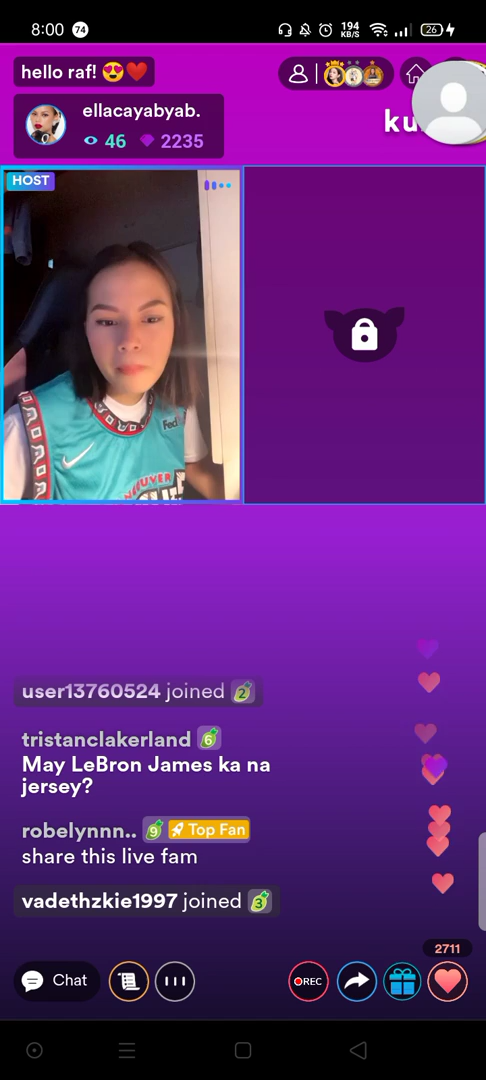 8:00 74 194 KB/S 26
hello raf! 😍❤️
ellacayabyab.
46 2235
ku
HOST
Fed
VANCOUVER
user13760524 joined 2
tristanclakerland 6
May LeBron James ka na
jersey?
robelynnn.. 9 Top Fan
share this live fam
vadethzkie1997 joined 3
2711
Chat REC